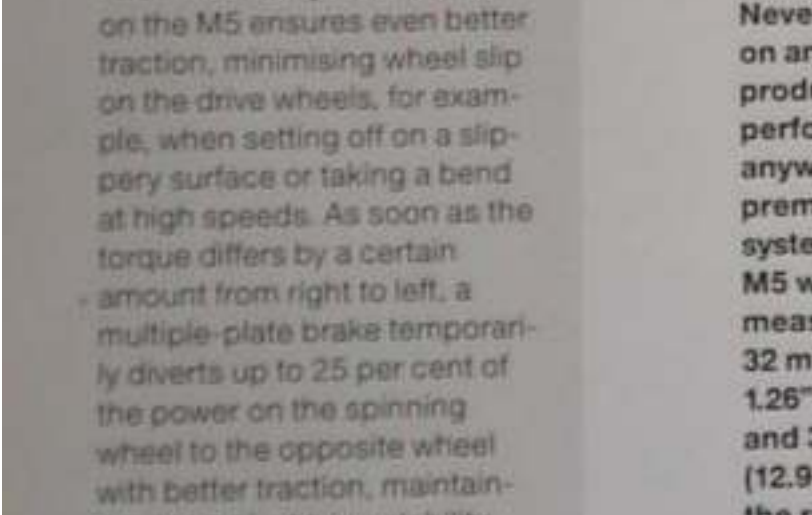 on the M5 ensures even better
traction, minimising wheel slip
on the drive wheels, for exam-
ple, when setting off on a slip-
pery surface or taking a bend
at high speeds. As soon as the
torque differs by a certain
amount from right to left, a
multiple-plate brake temporari-
ly diverts up to 25 per cent of
the power on the spinning
wheel to the opposite wheel
with better traction, maintain-
Neve
on an
produ
perfo
anyw
prem
syste
M5 w
meas
32 m
1.26"
and 3
(12.9